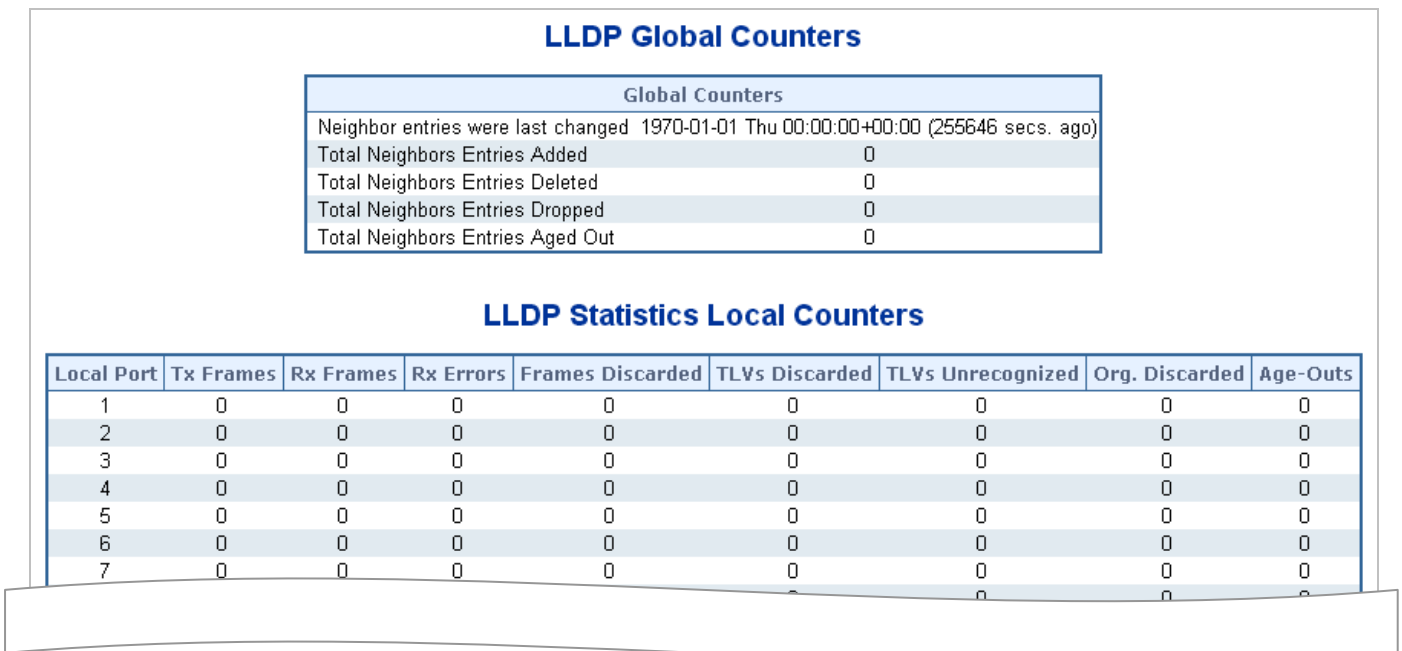 LLDP Global Counters
Global Counters
Neighbor entries were last changed 1970-01-01 Thu 00:00:00+00:00 (255646 secs. ago)
Total Neighbors Entries Added 0
Total Neighbors Entries Deleted 0
Total Neighbors Entries Dropped 0
Total Neighbors Entries Aged Out 0
LLDP Statistics Local Counters
Local Port Tx Frames Rx Frames Rx Errors Frames Discarded TLVs Discarded TLVs Unrecognized Org. Discarded Age-Outs
1 0 0 0 0 0 0 0 0
2 0 0 0 0 0 0 0 0
3 0 0 0 0 0 0 0 0
4 0 0 0 0 0 0 0 0
5 0 0 0 0 0 0 0 0
6 0 0 0 0 0 0 0 0
7 0 0 0 0 0 0 0 0